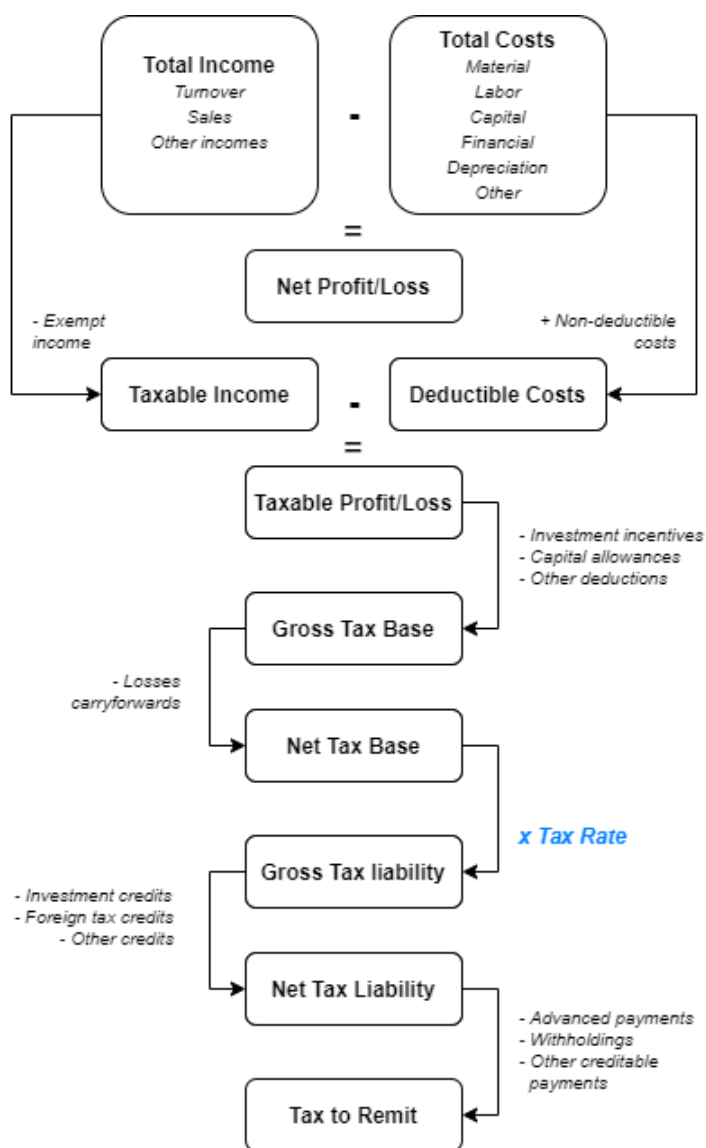 Total Income
Turnover
Sales
Other incomes
-
Total Costs
Material
Labor
Capital
Financial
Depreciation
Other
=
Net Profit/Loss
- Exempt
income
+ Non-deductible
costs
Taxable Income
-
Deductible Costs
=
Taxable Profit/Loss
- Investment incentives
- Capital allowances
- Other deductions
Gross Tax Base
- Losses
carryforwards
Net Tax Base
x Tax Rate
Gross Tax liability
- Investment credits
- Foreign tax credits
- Other credits
Net Tax Liability
- Advanced payments
- Withholdings
- Other creditable
payments
Tax to Remit